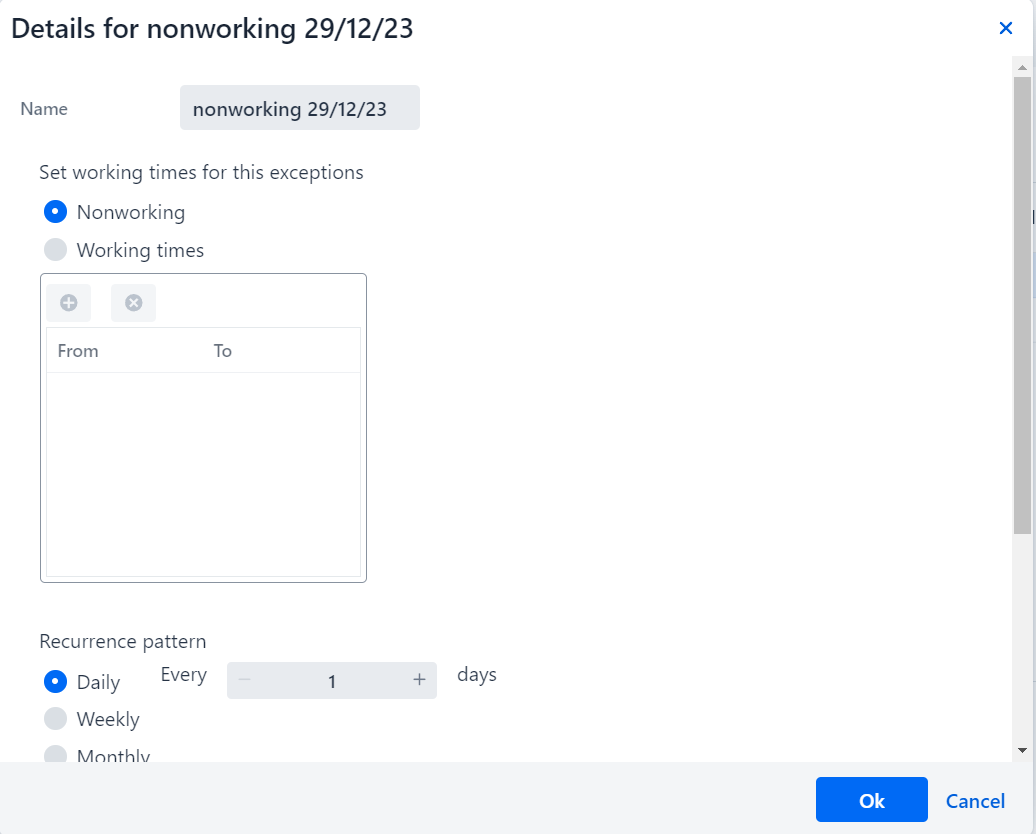 Details for nonworking 29/12/23
Name
nonworking 29/12/23
Set working times for this exceptions
Nonworking
Working times
From To
Recurrence pattern
Daily Every 1 days
Weekly
Monthly
Ok Cancel